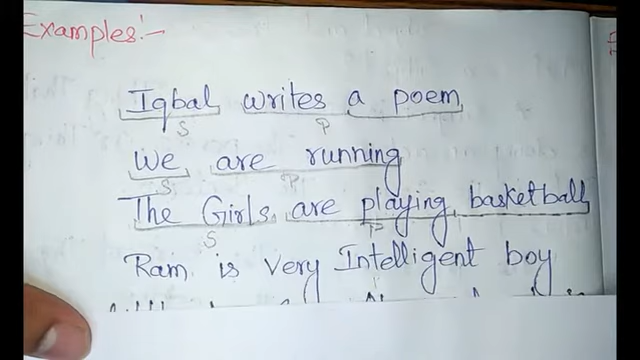 Examples:-
Iqbal writes a poem
S P
We are running
S P
The Girls are playing basketball
S P
Ram is very Intelligent boy